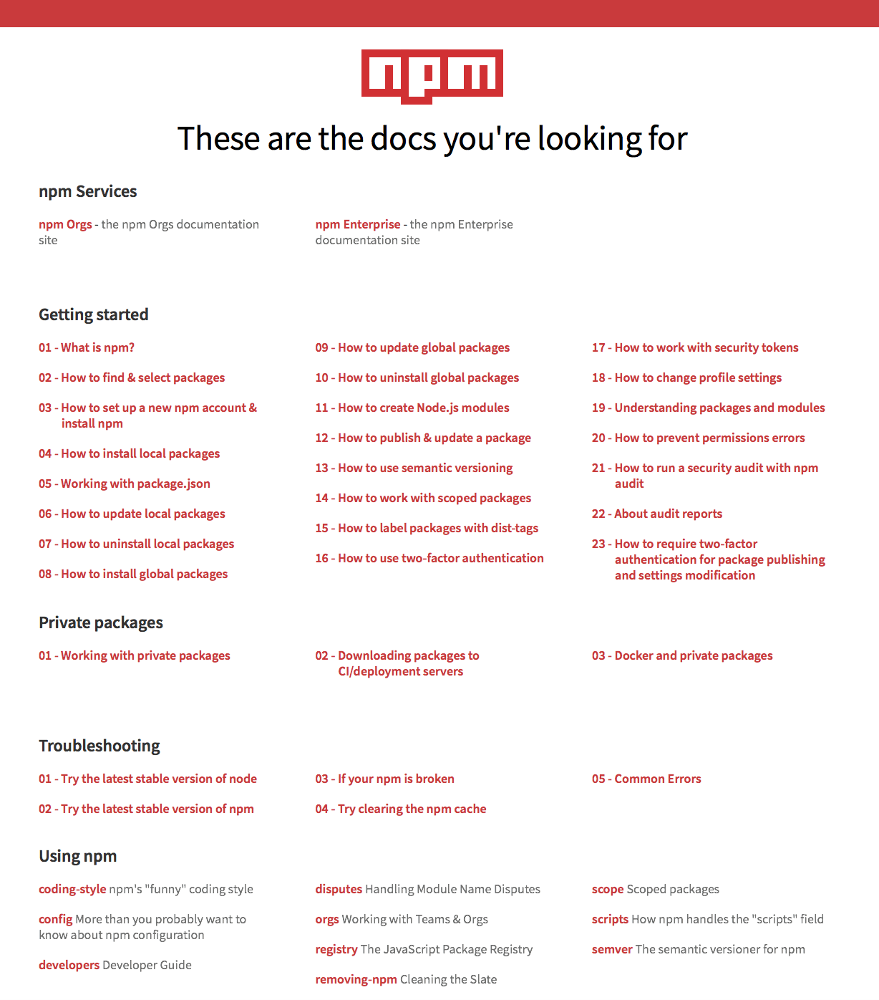 npm
These are the docs you're looking for
npm Services
npm Orgs - the npm Orgs documentation
site
npm Enterprise - the npm Enterprise
documentation site
Getting started
01 - What is npm?
02 - How to find & select packages
03 - How to set up a new npm account &
install npm
04 - How to install local packages
05 - Working with package.json
06 - How to update local packages
07 - How to uninstall local packages
08 - How to install global packages
09 - How to update global packages
10 - How to uninstall global packages
11 - How to create Node.js modules
12 - How to publish & update a package
13 - How to use semantic versioning
14 - How to work with scoped packages
15 - How to label packages with dist-tags
16 - How to use two-factor authentication
17 - How to work with security tokens
18 - How to change profile settings
19 - Understanding packages and modules
20 - How to prevent permissions errors
21 - How to run a security audit with npm
audit
22 - About audit reports
23 - How to require two-factor
authentication for package publishing
and settings modification
Private packages
01 - Working with private packages
02 - Downloading packages to
CI/deployment servers
03 - Docker and private packages
Troubleshooting
01 - Try the latest stable version of node
02 - Try the latest stable version of npm
03 - If your npm is broken
04 - Try clearing the npm cache
05 - Common Errors
Using npm
coding-style npm's "funny" coding style
config More than you probably want to
know about npm configuration
developers Developer Guide
disputes Handling Module Name Disputes
orgs Working with Teams & Orgs
registry The JavaScript Package Registry
removing-npm Cleaning the Slate
scope Scoped packages
scripts How npm handles the "scripts" field
semver The semantic versioner for npm